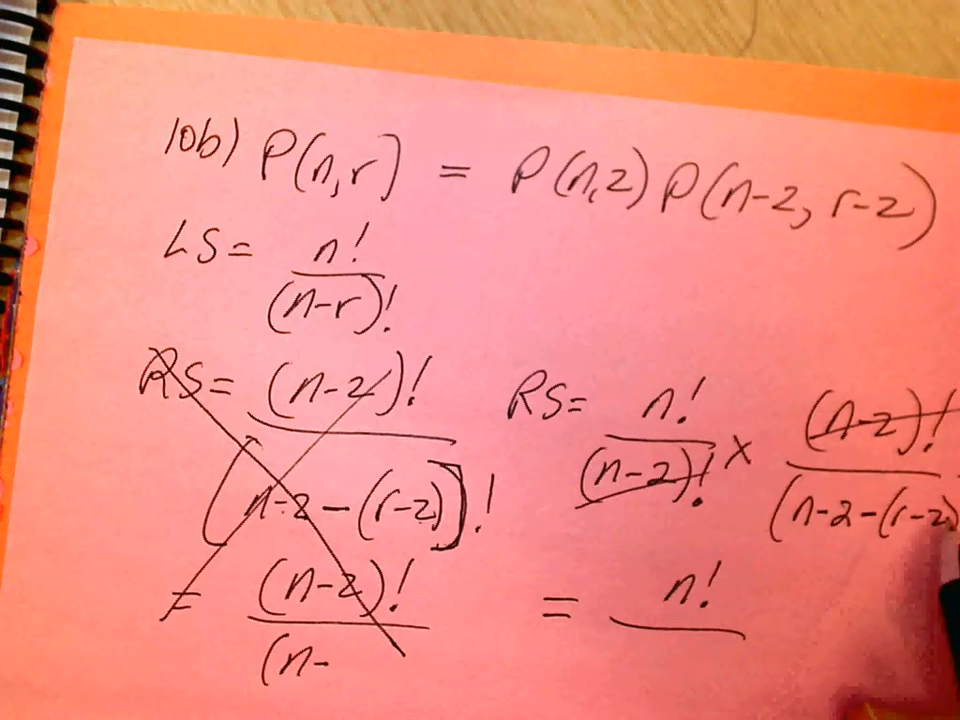 10b) P(n,r) = P(n,2) P(n-2, r-2)
LS = n!
(n-r)!
RS = (n-2)!
[n-2-(r-2)]!
= (n-2)!
(n-
RS = n! × (n-2)!
(n-2)! (n-2-(r-2)
= n!